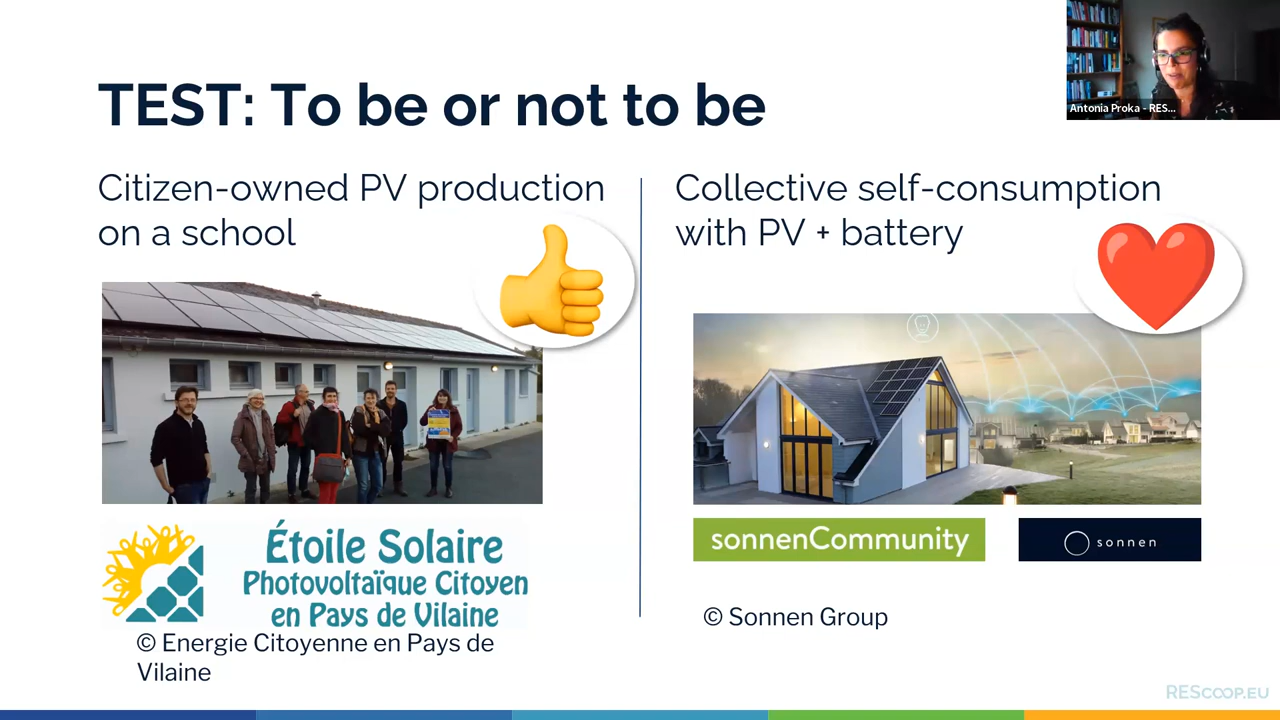 TEST: To be or not to be
Antonia Proka - RES...
Citizen-owned PV production
on a school
Collective self-consumption
with PV + battery
Étoile Solaire
Photovoltaïque Citoyen
en Pays de Vilaine
© Energie Citoyenne en Pays de
Vilaine
sonnenCommunity
sonnen
© Sonnen Group
REScoop.EU